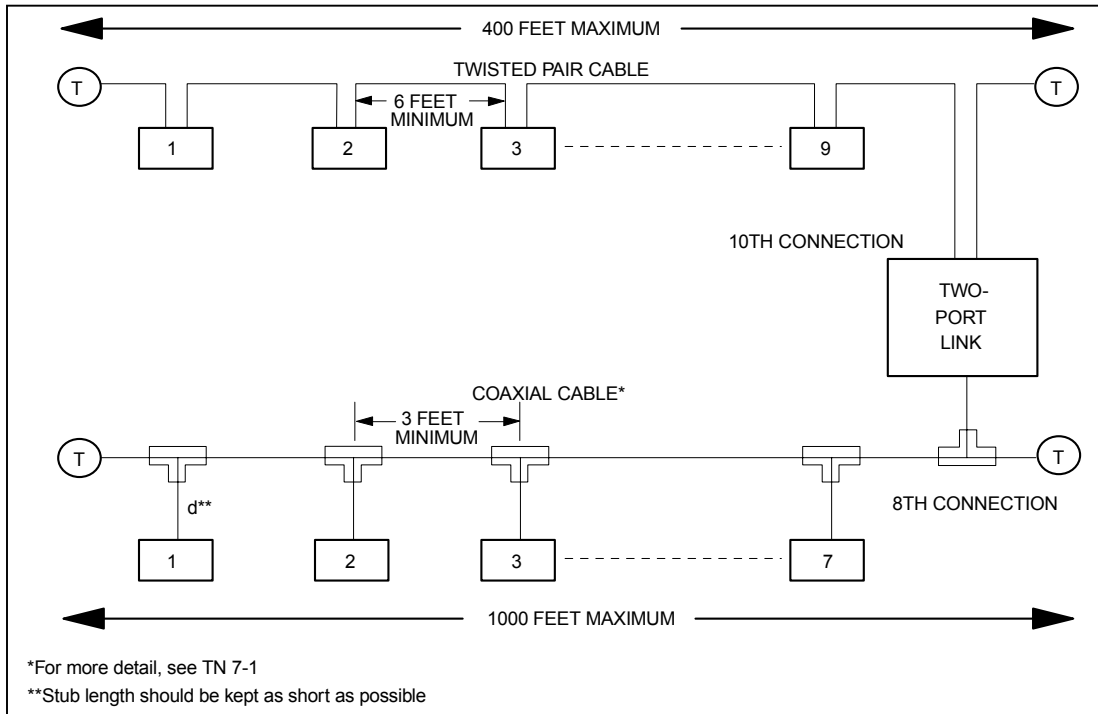 400 FEET MAXIMUM
TWISTED PAIR CABLE
T
T
6 FEET
MINIMUM
1
2
3
9
10TH CONNECTION
TWO-
PORT
LINK
COAXIAL CABLE*
3 FEET
MINIMUM
T
T
d**
8TH CONNECTION
1
2
3
7
1000 FEET MAXIMUM
*For more detail, see TN 7-1
**Stub length should be kept as short as possible